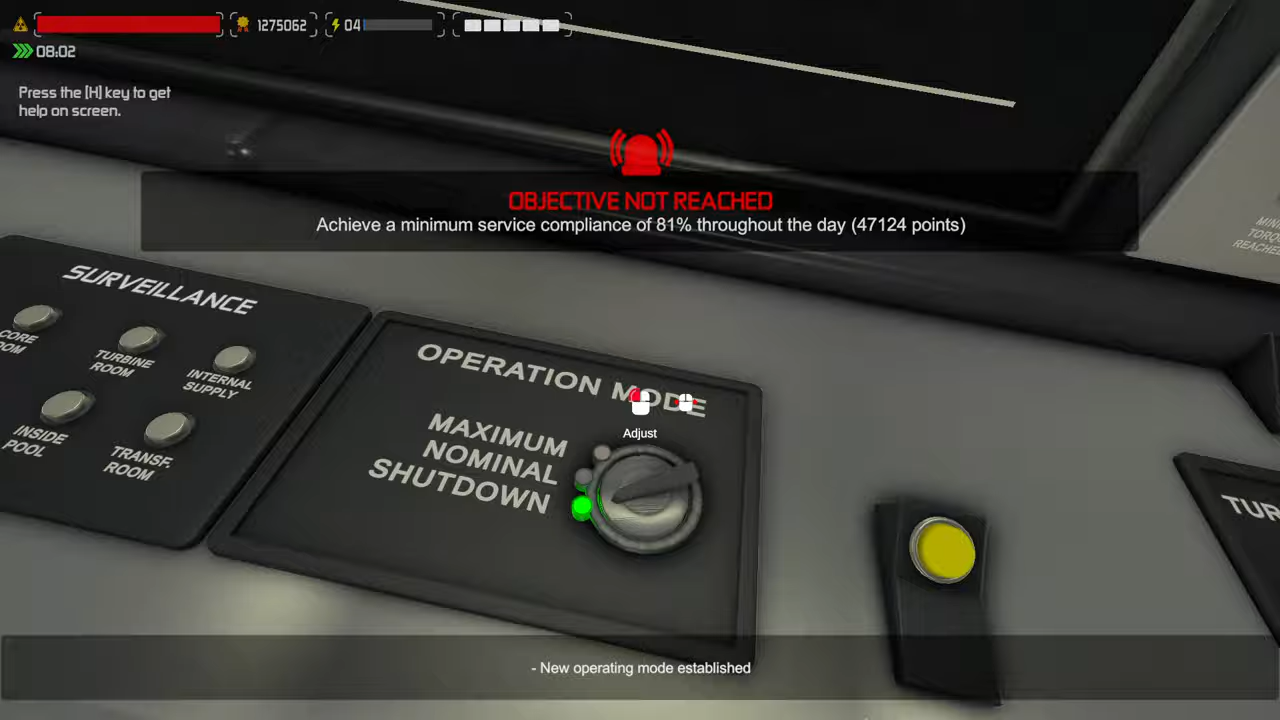 1275062
04
08:02
Press the [H] key to get
help on screen.
OBJECTIVE NOT REACHED
Achieve a minimum service compliance of 81% throughout the day (47124 points)
SURVEILLANCE
CORE
TURBINE
ROOM
INTERNAL
SUPPLY
INSIDE
POOL
TRANSF.
ROOM
OPERATION MODE
Adjust
MAXIMUM
NOMINAL
SHUTDOWN
REACHED
- New operating mode established